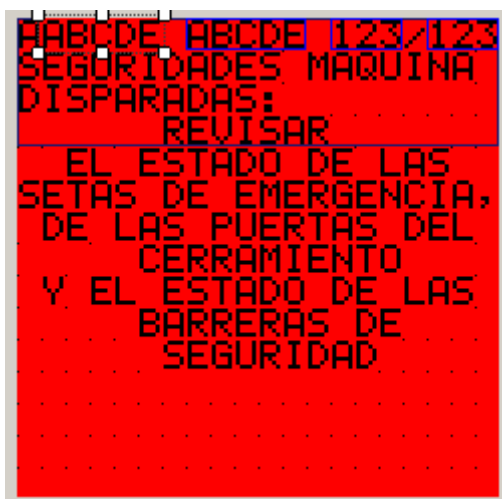 HABCDE ABCDE 123/123
SEGURIDADES MAQUINA
DISPARADAS:
REVISAR
EL ESTADO DE LAS
SETAS DE EMERGENCIA,
DE LAS PUERTAS DEL
CERRAMIENTO
Y EL ESTADO DE LAS
BARRERAS DE
SEGURIDAD